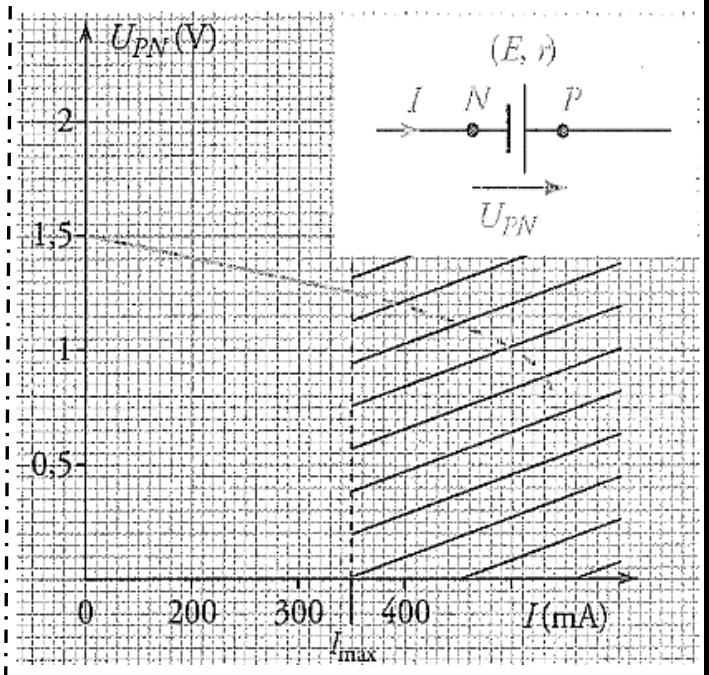 U_PN (V)
(E, r)
I N P
U_PN
2
1,5
1
0,5
0 200 300 400 I (mA)
I_max